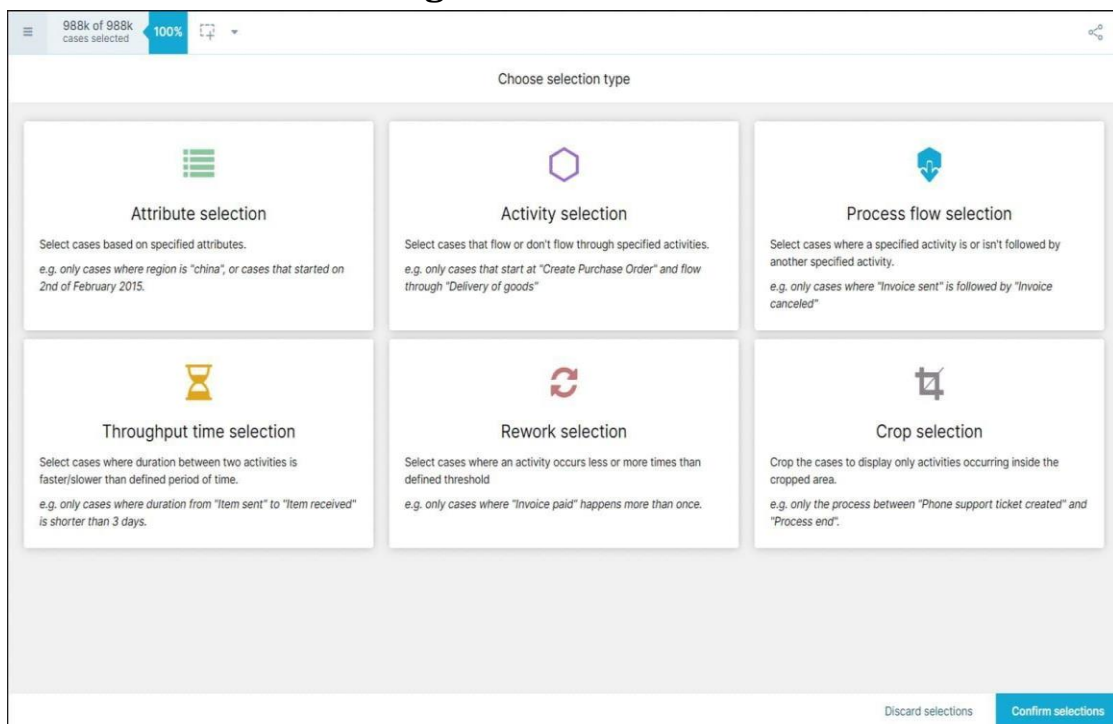 988k of 988k
cases selected
100%
Choose selection type
Attribute selection
Select cases based on specified attributes.
e.g. only cases where region is "china", or cases that started on
2nd of February 2015.
Activity selection
Select cases that flow or don't flow through specified activities.
e.g. only cases that start at "Create Purchase Order" and flow
through "Delivery of goods"
Process flow selection
Select cases where a specified activity is or isn't followed by
another specified activity.
e.g. only cases where "Invoice sent" is followed by "Invoice
canceled"
Throughput time selection
Select cases where duration between two activities is
faster/slower than defined period of time.
e.g. only cases where duration from "Item sent" to "Item received"
is shorter than 3 days.
Rework selection
Select cases where an activity occurs less or more times than
defined threshold
e.g. only cases where "Invoice paid" happens more than once.
Crop selection
Crop the cases to display only activities occurring inside the
cropped area.
e.g. only the process between "Phone support ticket created" and
"Process end".
Discard selections
Confirm selections